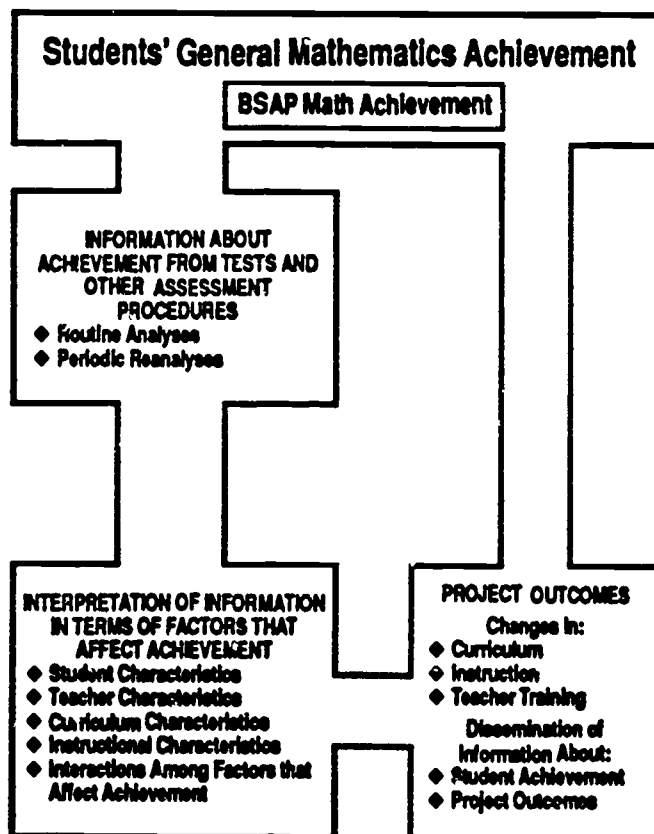 Students' General Mathematics Achievement
BSAP Math Achievement
INFORMATION ABOUT
ACHIEVEMENT FROM TESTS AND
OTHER ASSESSMENT
PROCEDURES
◆ Routine Analyses
◆ Periodic Reanalyses
INTERPRETATION OF INFORMATION
IN TERMS OF FACTORS THAT
AFFECT ACHIEVEMENT
◆ Student Characteristics
◆ Teacher Characteristics
◆ Curriculum Characteristics
◆ Instructional Characteristics
◆ Interactions Among Factors that
Affect Achievement
PROJECT OUTCOMES
Changes In:
◆ Curriculum
◆ Instruction
◆ Teacher Training
Dissemination of
Information About:
◆ Student Achievement
◆ Project Outcomes